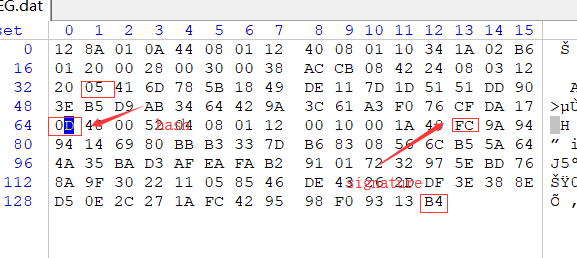 EG.dat
set 0 1 2 3 4 5 6 7 8 9 10 11 12 13 14 15
0 12 8A 01 0A 44 08 01 12 40 08 01 10 34 1A 02 B6 Š
16 01 20 00 28 00 30 00 38 AC CB 08 42 24 08 03 12
32 20 05 41 6D 78 5B 18 49 DE 11 7D 1D 51 51 DD 90 A
48 3E B5 D9 AB 34 64 42 9A 3C 61 A3 F0 76 CF DA 17 >µÙ
64 0D 48 00 08 01 12 00 10 00 1A FC 9A 94 H
hash
80 94 14 69 80 BB B3 33 7D B6 83 08 56 6C B5 5A 64 ” i
96 4A 35 BA D3 AF EA FA B2 91 01 72 32 97 5E BD 76 J5º
112 8A 9F 30 22 11 05 85 46 DE 43 26 2D DF 3E 38 8E ŠŸ0
signature
128 D5 0E 2C 27 1A FC 42 95 98 F0 93 13 B4 Õ ,